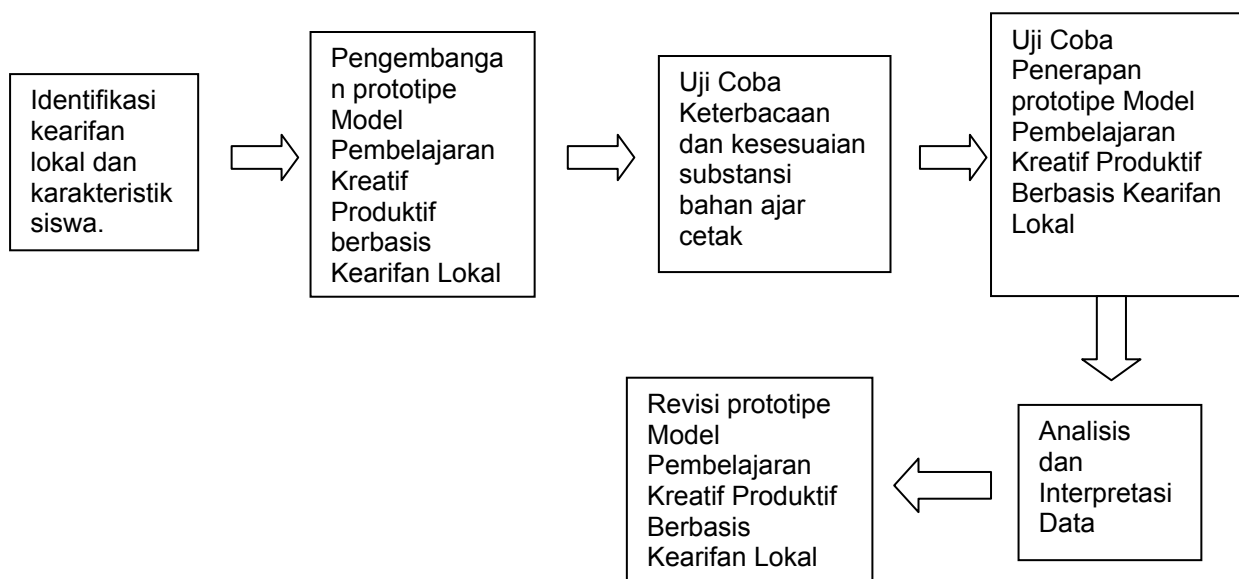 Identifikasi
kearifan
lokal dan
karakteristik
siswa.
Pengembanga
n prototipe
Model
Pembelajaran
Kreatif
Produktif
berbasis
Kearifan Lokal
Uji Coba
Keterbacaan
dan kesesuaian
substansi
bahan ajar
cetak
Uji Coba
Penerapan
prototipe Model
Pembelajaran
Kreatif Produktif
Berbasis Kearifan
Lokal
Analisis
dan
Interpretasi
Data
Revisi prototipe
Model
Pembelajaran
Kreatif Produktif
Berbasis
Kearifan Lokal